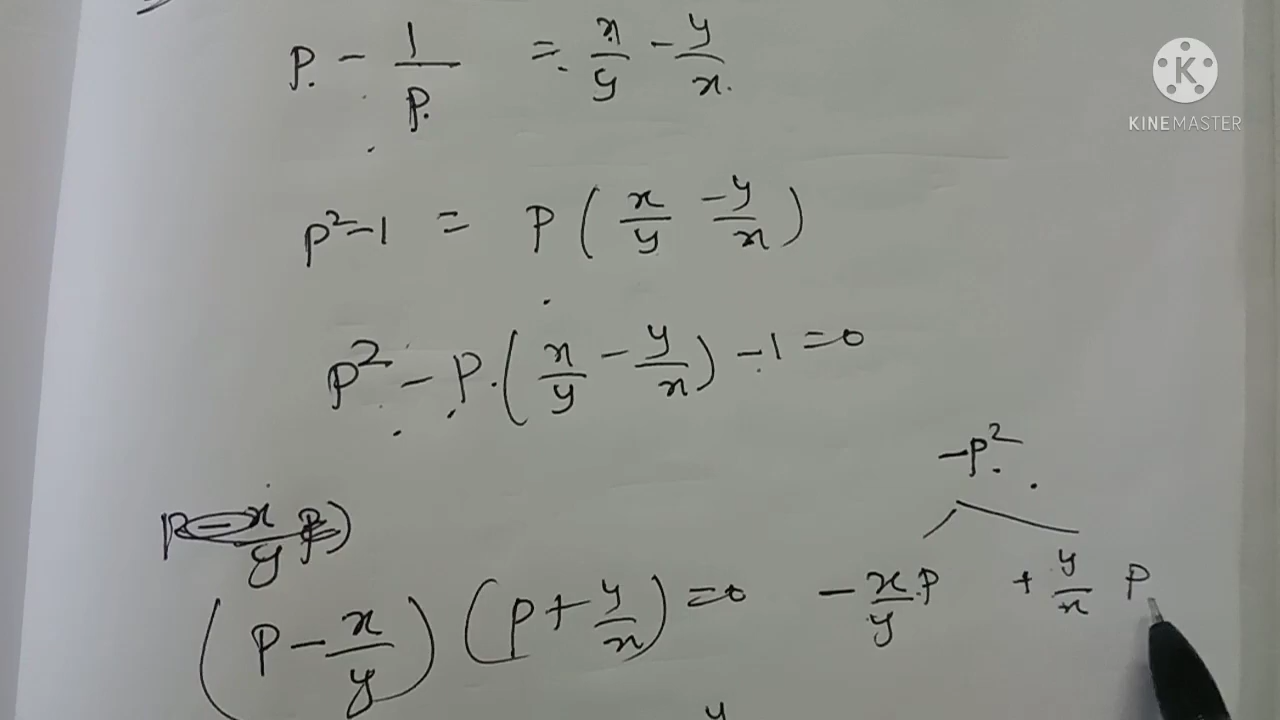 p - 1/p = x/y - y/x
KINEMASTER
p² - 1 = p ( x/y - y/x )
p² - p · ( x/y - y/x ) - 1 = 0
-p²
( p - x/y ) ( p + y/x ) = 0
- x/y p + y/x p
y